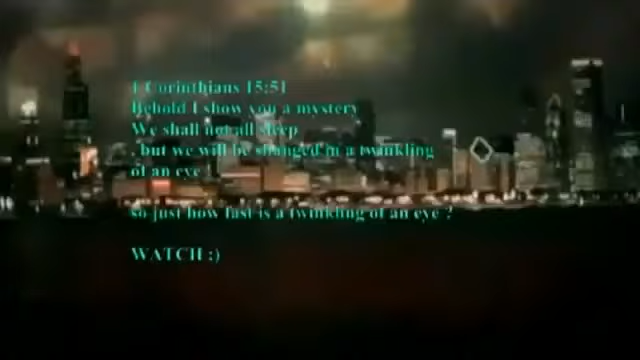 1 Corinthians 15:51
Behold I show you a mystery
We shall not all sleep
, but we will be changed in a twinkling
of an eye !
so just how fast is a twinkling of an eye ?
WATCH :)